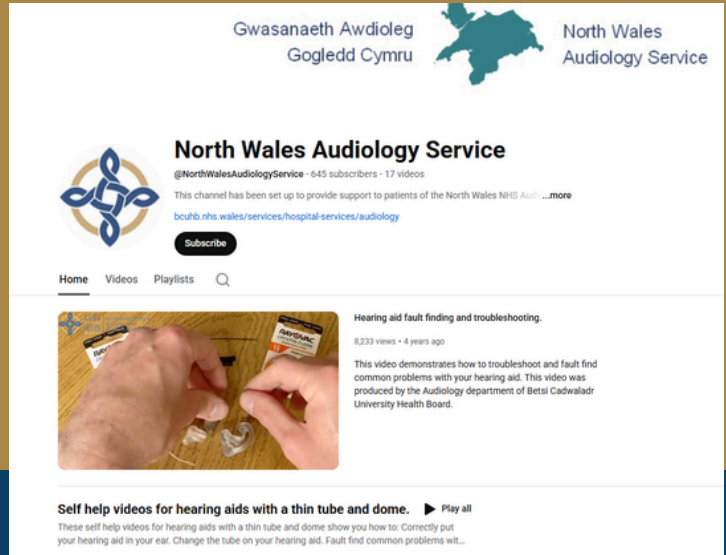 Gwasanaeth Awdioleg
Gogledd Cymru
North Wales
Audiology Service
North Wales Audiology Service
@NorthWalesAudiologyService · 645 subscribers · 17 videos
This channel has been set up to provide support to patients of the North Wales NHS Audi ...more
bcuhb.nhs.wales/services/hospital-services/audiology
Subscribe
Home Videos Playlists
RAYOVAC
Hearing aid fault finding and troubleshooting.
8,233 views • 4 years ago
This video demonstrates how to troubleshoot and fault find
common problems with your hearing aid. This video was
produced by the Audiology department of Betsi Cadwaladr
University Health Board.
Self help videos for hearing aids with a thin tube and dome. Play all
These self help videos for hearing aids with a thin tube and dome show you how to: Correctly put
your hearing aid in your ear. Change the tube on your hearing aid. Fault find common problems wit...